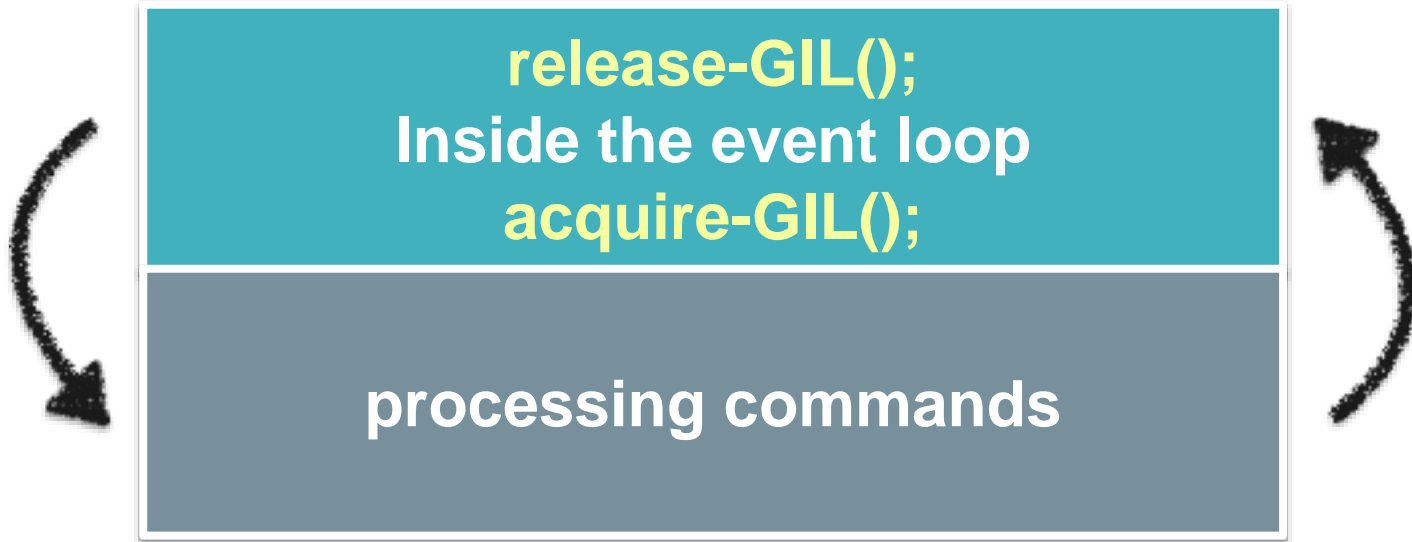 release-GIL();
Inside the event loop
acquire-GIL();
processing commands